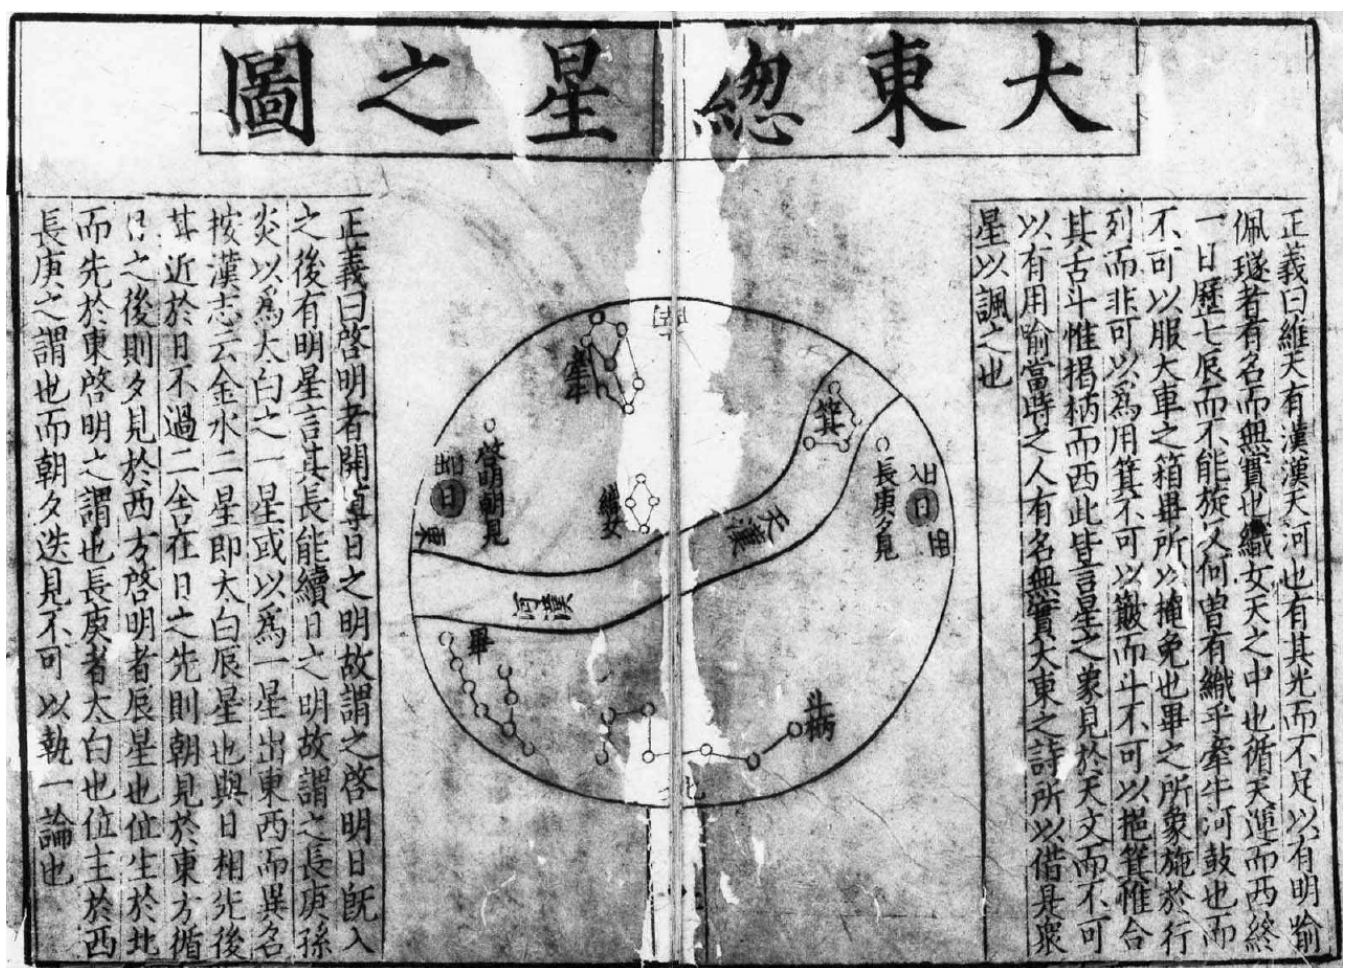 大東緫星之圖
正義曰維天有漢漢天河也有其光而不足以有明喻
佩璲者有名而無實也織女天之中也循天運而西終
一日歷七辰而不能旋又何曽有織乎牽牛河鼓也而
不可以服大車之箱畢所以掩兔也畢之所象施於行
列而非可以爲用箕不可以簸而斗不可以挹箕惟合
其舌斗惟揭柄而西此皆言星之象見於天文而不可
以有用喻當時之人有名無實大東之詩所以借是衆
星以諷之也
南
箕
長庚夕見
入
日
西
天漢
牽牛
織女
啓明朝見
出
日
東
漢河
畢
斗柄
北
正義曰啓明者開導日之明故謂之啓明日既入
之後有明星言其長能續日之明故謂之長庚孫
炎以爲太白之一星或以爲一星出東西而異名
按漢志云金水二星即太白辰星也與日相先後
其近於日不過二舍在日之先則朝見於東方循
日之後則夕見於西方啓明者辰星也位生於北
而先於東啓明之謂也長庚者太白也位主於西
長庚之謂也而朝夕迭見不可以執一論也